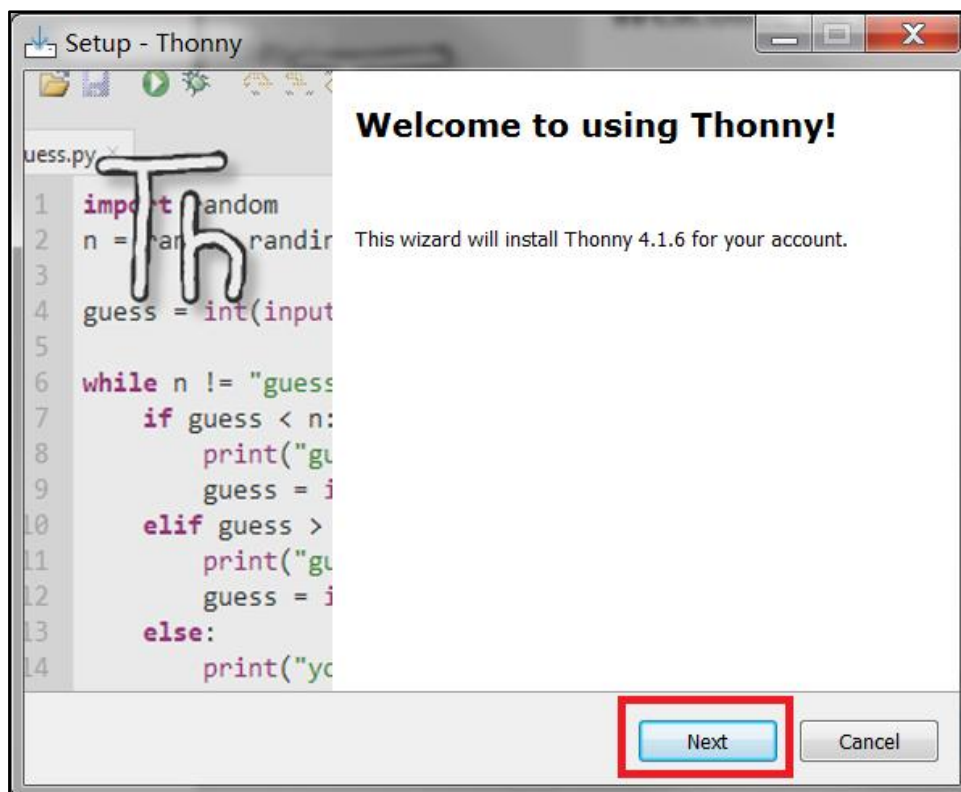 Setup - Thonny
uess.py
Welcome to using Thonny!
This wizard will install Thonny 4.1.6 for your account.
Th
1 import random
2 n = ran randir
3
4 guess = int(input
5
6 while n != "guess
7 if guess < n:
8 print("gu
9 guess = i
10 elif guess >
11 print("gu
12 guess = i
13 else:
14 print("yo
Next
Cancel